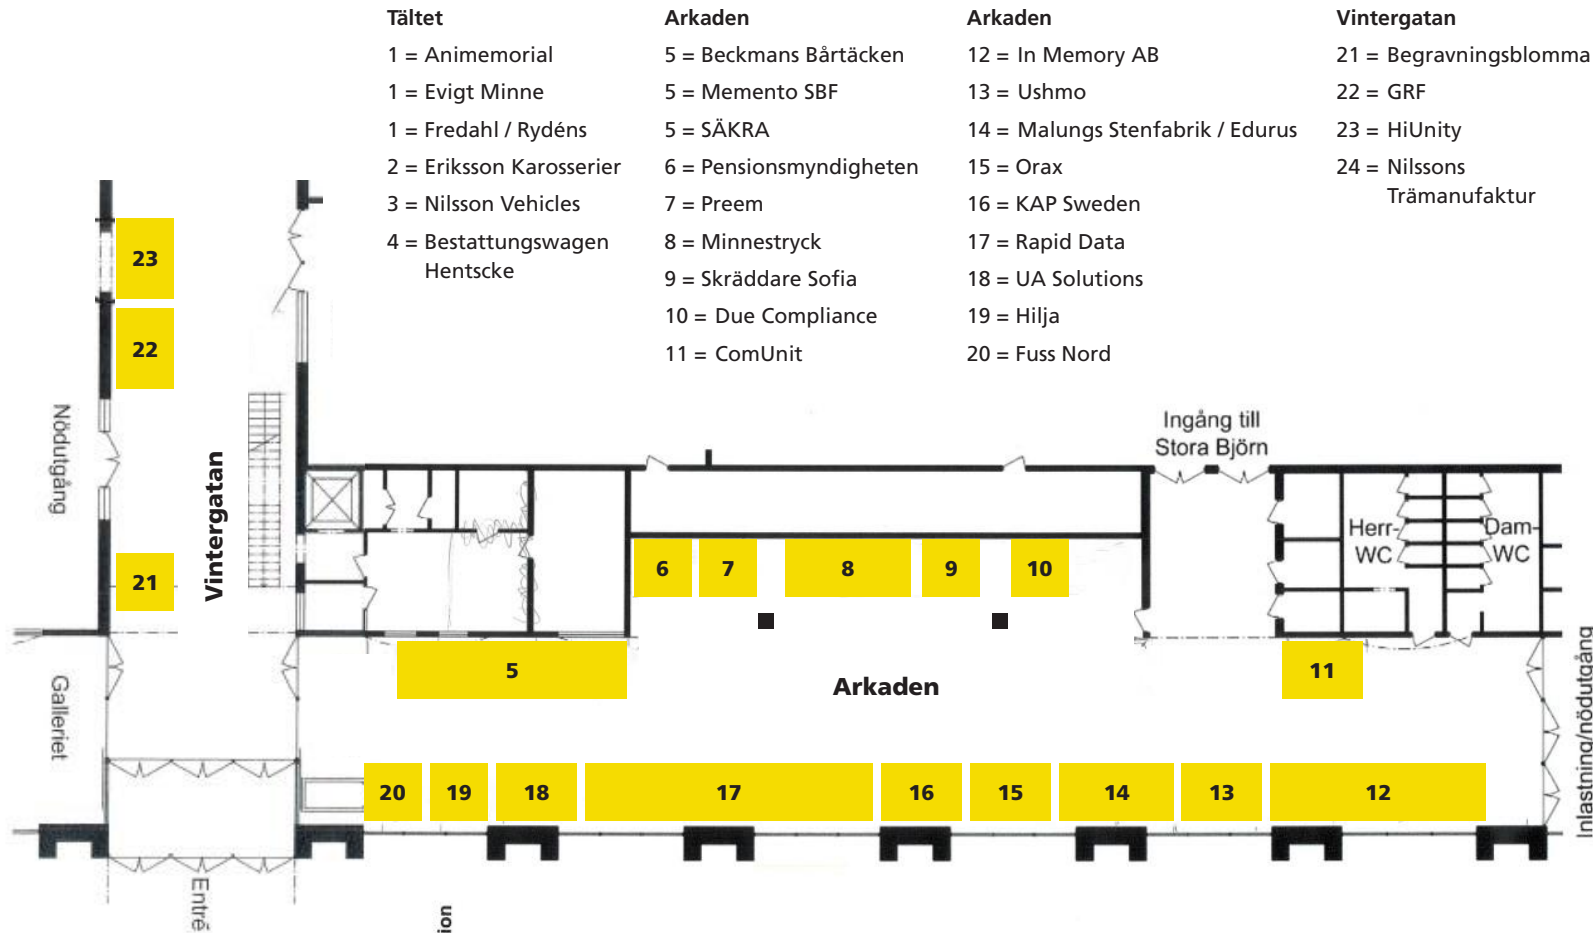 Tältet
1 = Animemorial
1 = Evigt Minne
1 = Fredahl / Rydéns
2 = Eriksson Karosserier
3 = Nilsson Vehicles
4 = Bestattungswagen
Hentscke
Arkaden
5 = Beckmans Bårtäcken
5 = Memento SBF
5 = SÄKRA
6 = Pensionsmyndigheten
7 = Preem
8 = Minnestryck
9 = Skräddare Sofia
10 = Due Compliance
11 = ComUnit
Arkaden
12 = In Memory AB
13 = Ushmo
14 = Malungs Stenfabrik / Edurus
15 = Orax
16 = KAP Sweden
17 = Rapid Data
18 = UA Solutions
19 = Hilja
20 = Fuss Nord
Vintergatan
21 = Begravningsblomma
22 = GRF
23 = HiUnity
24 = Nilssons
Trämanufaktur
23
22
Nödutgång
Vintergatan
21
Ingång till
Stora Björn
Herr-
WC
Dam-
WC
6
7
8
9
10
5
Arkaden
11
Galleriet
Inlastning/nödutgång
20
19
18
17
16
15
14
13
12
Entré
ion